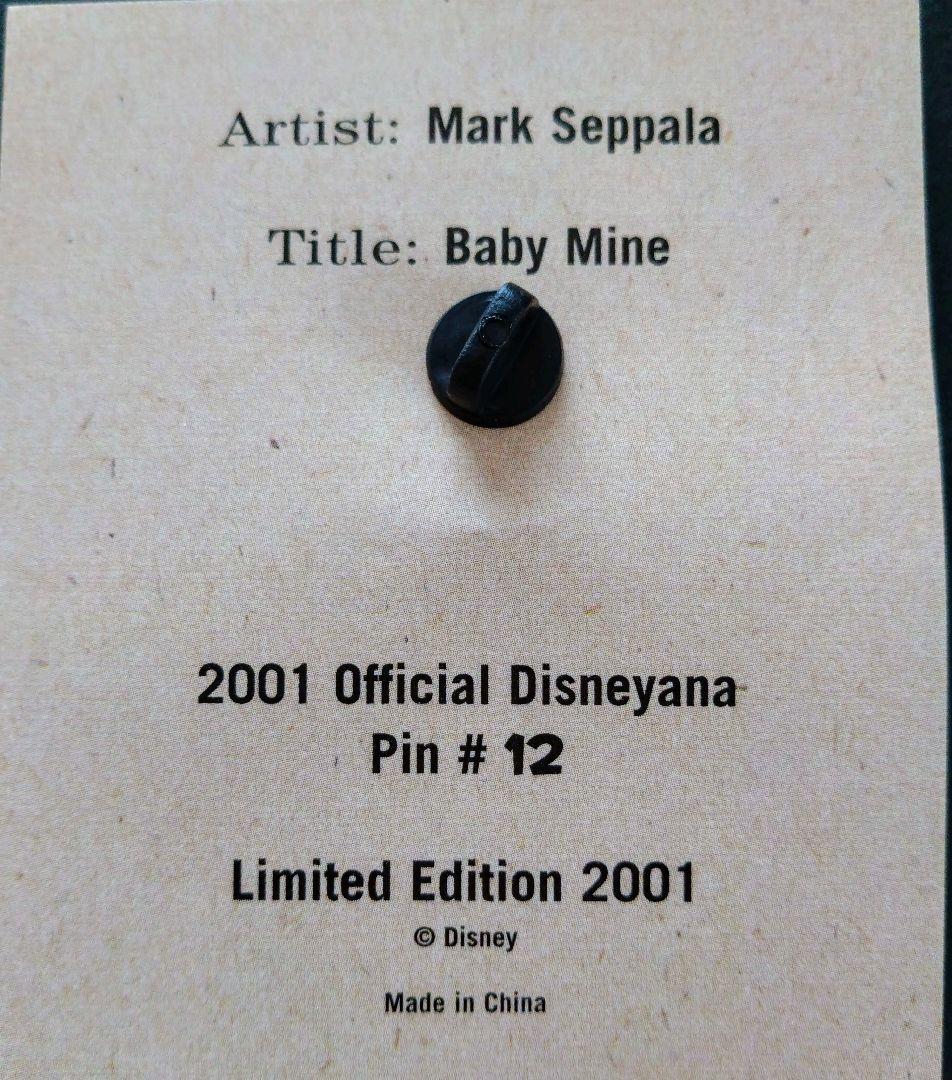 Artist: Mark Seppala
Title: Baby Mine
2001 Official Disneyana
Pin # 12
Limited Edition 2001
© Disney
Made in China